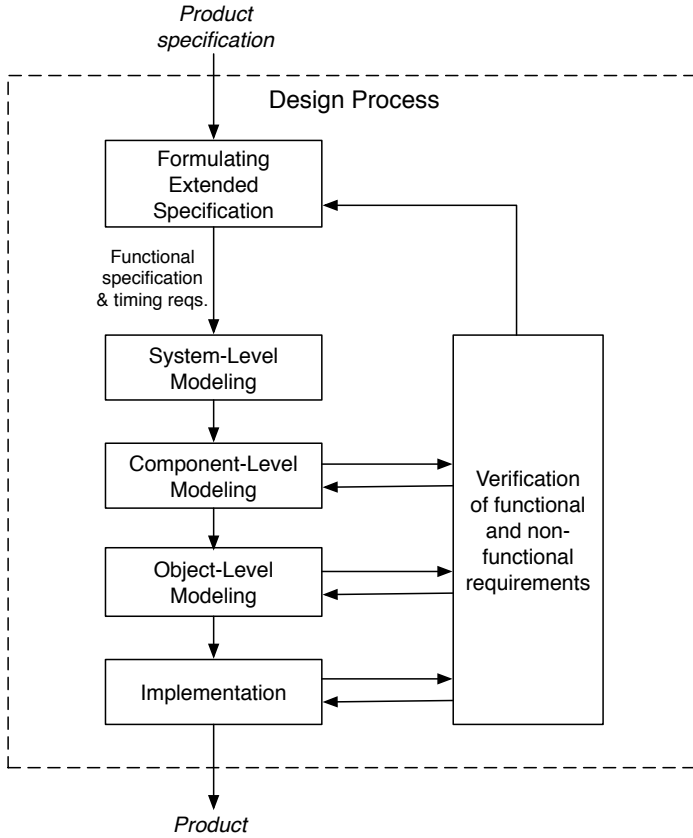 Product
specification
Design Process
Formulating
Extended
Specification
Functional
specification
& timing reqs.
System-Level
Modeling
Component-Level
Modeling
Verification
of functional
and non-
functional
requirements
Object-Level
Modeling
Implementation
Product